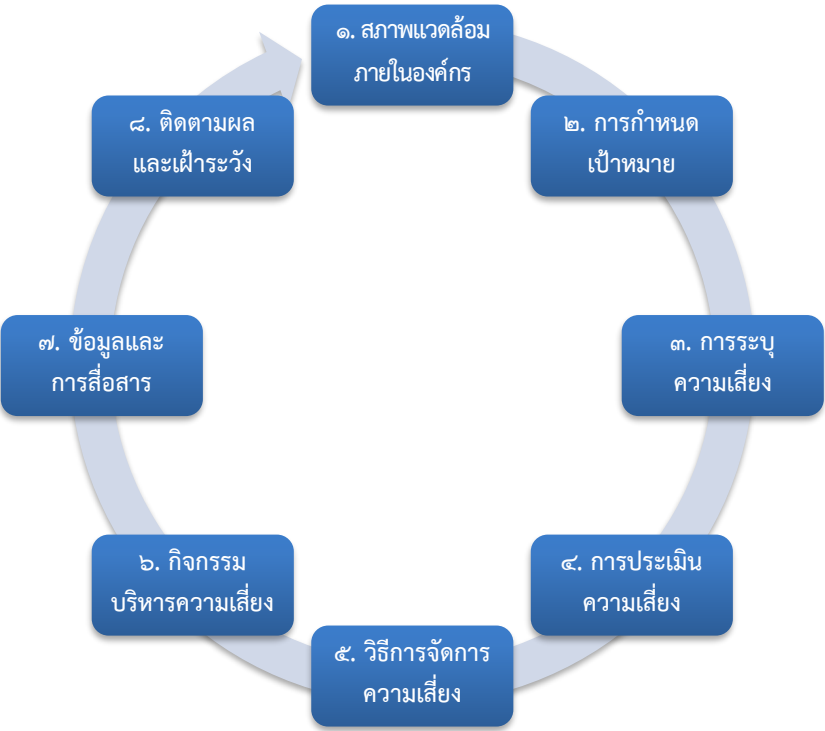 ๑. สภาพแวดล้อม
ภายในองค์กร
๒. การกำหนด
เป้าหมาย
๓. การระบุ
ความเสี่ยง
๔. การประเมิน
ความเสี่ยง
๕. วิธีการจัดการ
ความเสี่ยง
๖. กิจกรรม
บริหารความเสี่ยง
๗. ข้อมูลและ
การสื่อสาร
๘. ติดตามผล
และเฝ้าระวัง